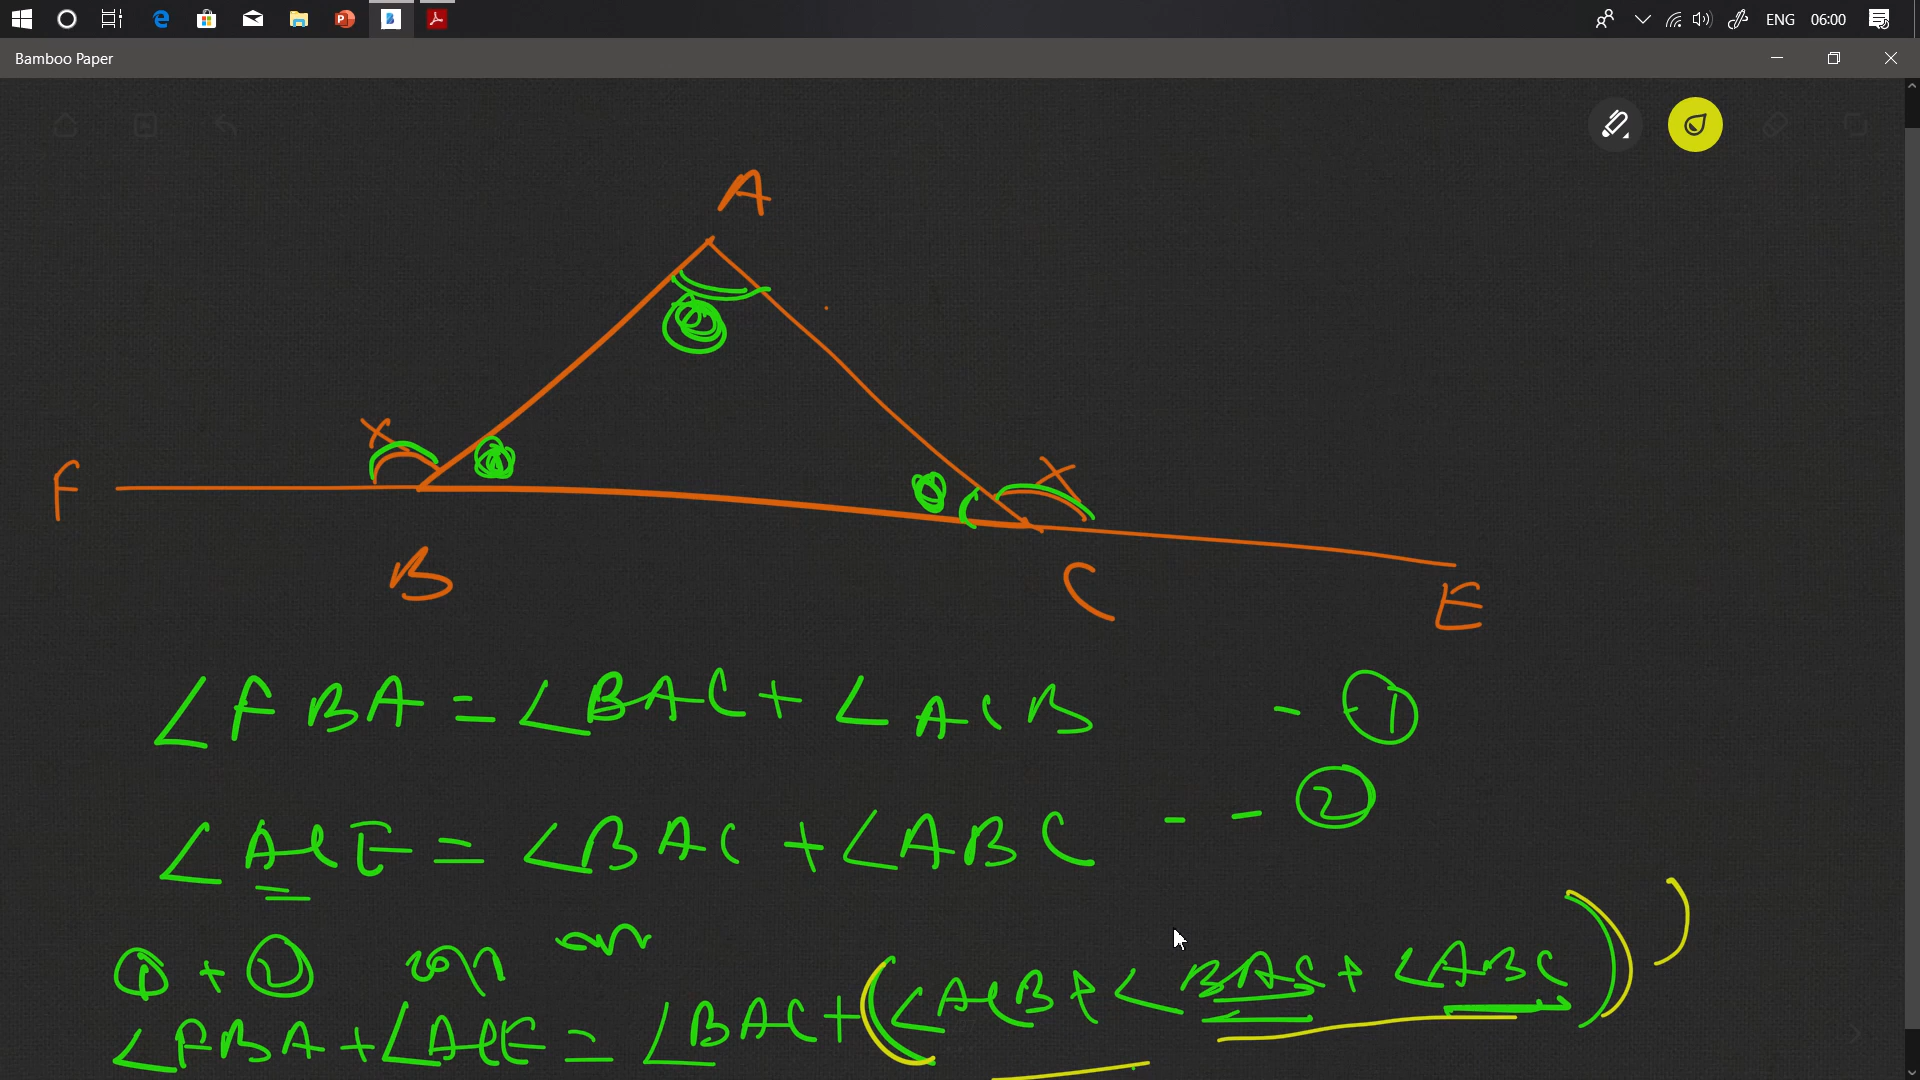 ENG 06:00
Bamboo Paper
A
x
x
F
B
C
E
∠FBA = ∠BAC + ∠ACB - - ①
∠ACE = ∠BAC + ∠ABC - - ②
① + ②
∠FBA + ∠ACE = ∠BAC + (∠ACB + ∠BAC + ∠ABC))